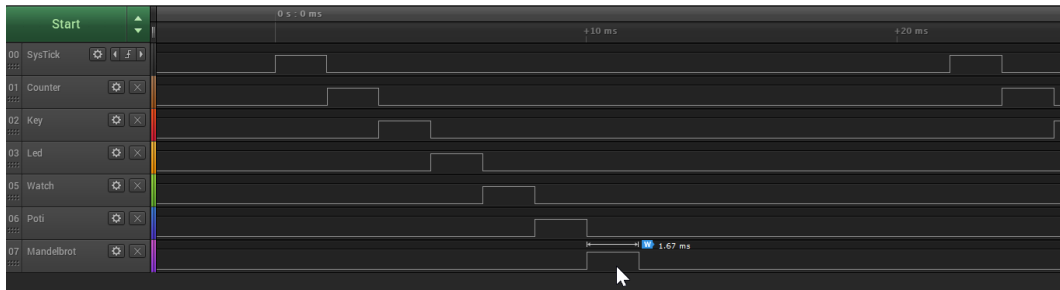 Start
0 s : 0 ms
+10 ms
+20 ms
00 SysTick
01 Counter
02 Key
03 Led
05 Watch
06 Poti
W 1.67 ms
07 Mandelbrot